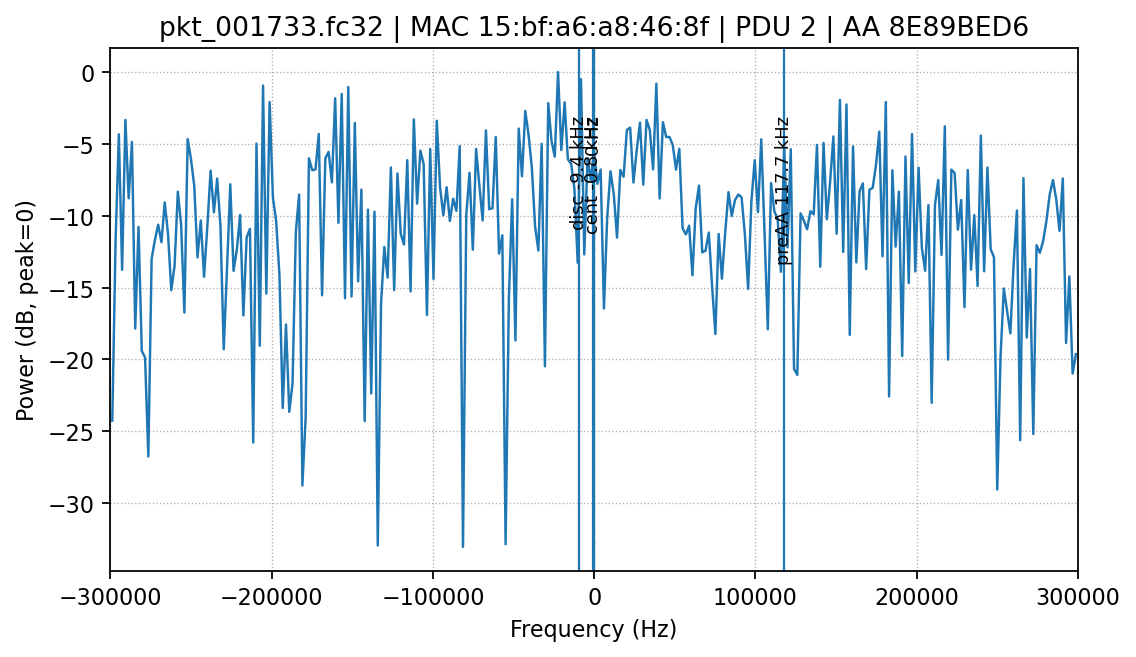 pkt_001733.fc32 | MAC 15:bf:a6:a8:46:8f | PDU 2 | AA 8E89BED6
Power (dB, peak=0)
0
−5
−10
−15
−20
−25
−30
disc -9.4 kHz
preAA 117.7 kHz
−300000
−200000
−100000
0
100000
200000
300000
Frequency (Hz)